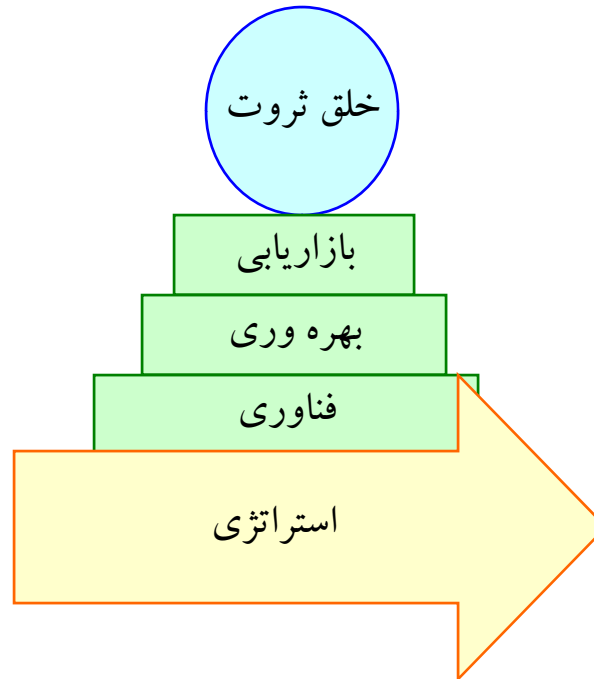 خلق ثروت
بازاریابی
بهره وری
فناوری
استراتژی